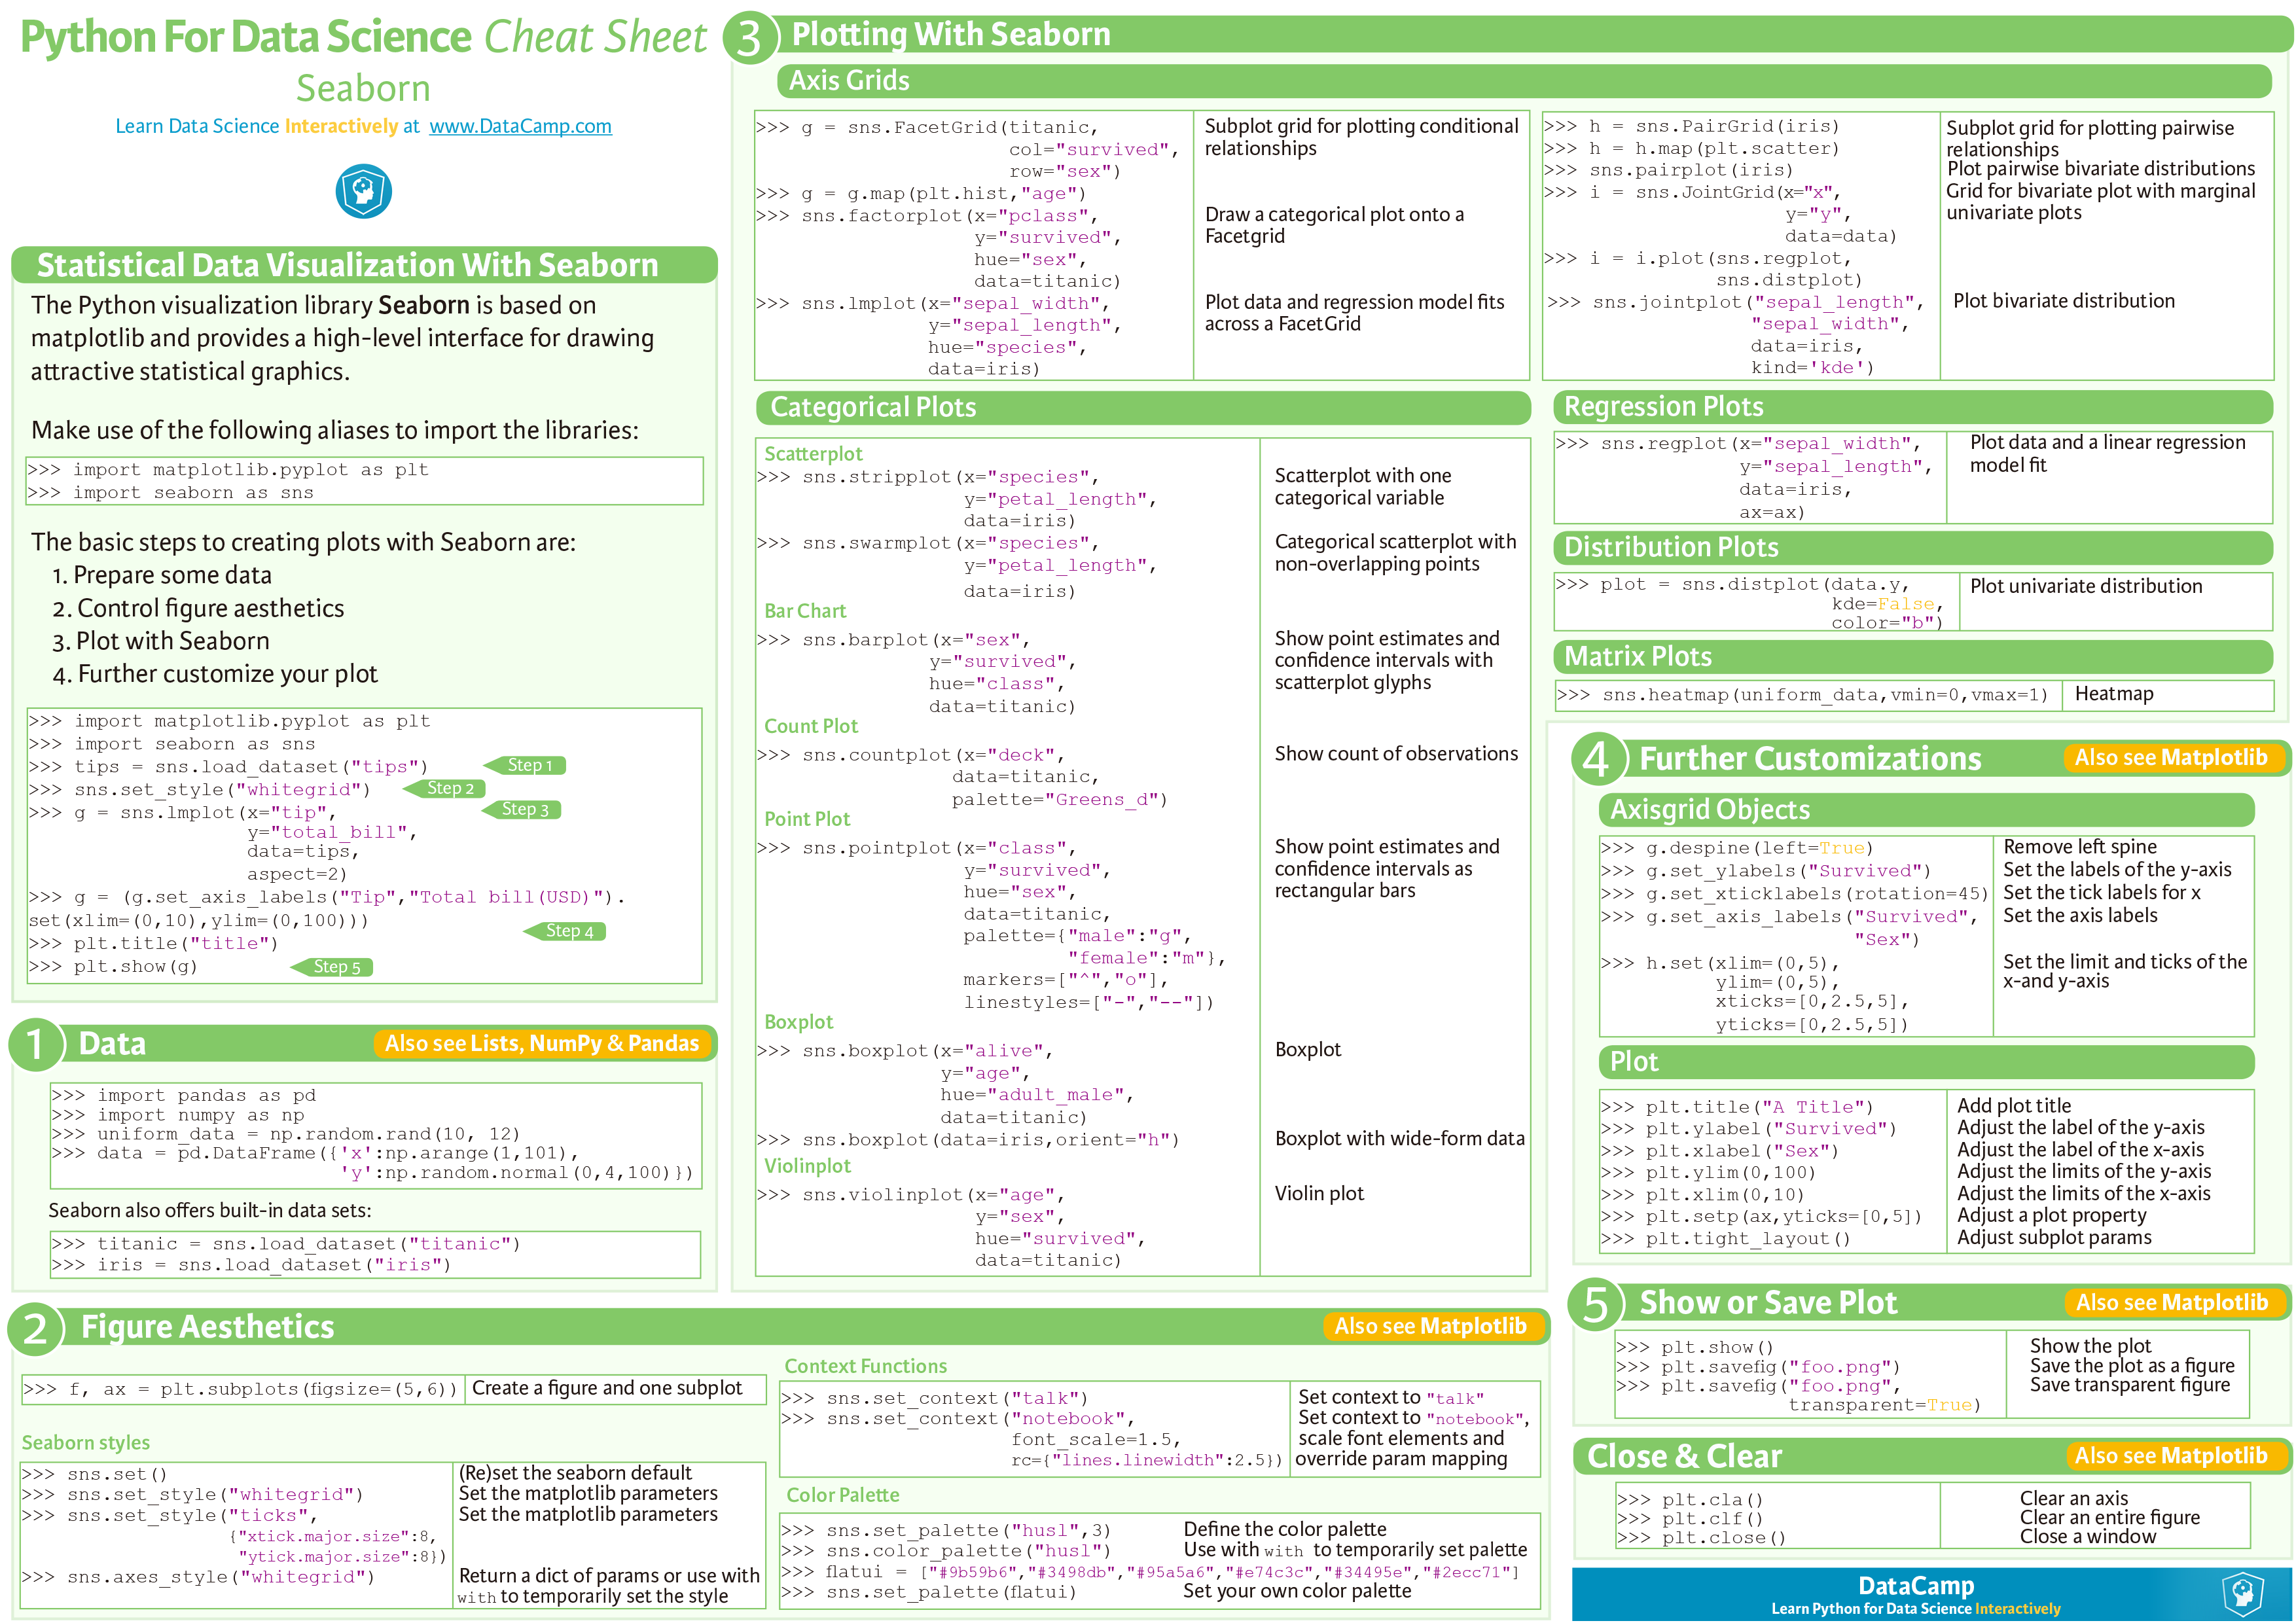 Python For Data Science Cheat Sheet
Seaborn
Learn Data Science Interactively at www.DataCamp.com
Statistical Data Visualization With Seaborn
The Python visualization library Seaborn is based on
matplotlib and provides a high-level interface for drawing
attractive statistical graphics.
Make use of the following aliases to import the libraries:
>>> import matplotlib.pyplot as plt
>>> import seaborn as sns
The basic steps to creating plots with Seaborn are:
1. Prepare some data
2. Control figure aesthetics
3. Plot with Seaborn
4. Further customize your plot
>>> import matplotlib.pyplot as plt
>>> import seaborn as sns
>>> tips = sns.load_dataset("tips") Step 1
>>> sns.set_style("whitegrid") Step 2
>>> g = sns.lmplot(x="tip", Step 3
y="total_bill",
data=tips,
aspect=2)
>>> g = (g.set_axis_labels("Tip","Total bill(USD)").
set(xlim=(0,10),ylim=(0,100)))
Step 4
>>> plt.title("title")
>>> plt.show(g) Step 5
1 Data Also see Lists, NumPy & Pandas
>>> import pandas as pd
>>> import numpy as np
>>> uniform_data = np.random.rand(10, 12)
>>> data = pd.DataFrame({'x':np.arange(1,101),
'y':np.random.normal(0,4,100)})
Seaborn also offers built-in data sets:
>>> titanic = sns.load_dataset("titanic")
>>> iris = sns.load_dataset("iris")
2 Figure Aesthetics Also see Matplotlib
>>> f, ax = plt.subplots(figsize=(5,6)) Create a figure and one subplot
Seaborn styles
>>> sns.set() (Re)set the seaborn default
>>> sns.set_style("whitegrid") Set the matplotlib parameters
>>> sns.set_style("ticks", Set the matplotlib parameters
{"xtick.major.size":8,
"ytick.major.size":8})
>>> sns.axes_style("whitegrid") Return a dict of params or use with
with to temporarily set the style
Context Functions
>>> sns.set_context("talk") Set context to "talk"
>>> sns.set_context("notebook", Set context to "notebook",
font_scale=1.5, scale font elements and
rc={"lines.linewidth":2.5}) override param mapping
Color Palette
>>> sns.set_palette("husl",3) Define the color palette
>>> sns.color_palette("husl") Use with with to temporarily set palette
>>> flatui = ["#9b59b6","#3498db","#95a5a6","#e74c3c","#34495e","#2ecc71"]
>>> sns.set_palette(flatui) Set your own color palette
3 Plotting With Seaborn
Axis Grids
>>> g = sns.FacetGrid(titanic, Subplot grid for plotting conditional
col="survived", relationships
row="sex")
>>> g = g.map(plt.hist,"age")
>>> sns.factorplot(x="pclass", Draw a categorical plot onto a
y="survived", Facetgrid
hue="sex",
data=titanic)
>>> sns.lmplot(x="sepal_width", Plot data and regression model fits
y="sepal_length", across a FacetGrid
hue="species",
data=iris)
>>> h = sns.PairGrid(iris) Subplot grid for plotting pairwise
>>> h = h.map(plt.scatter) relationships
>>> sns.pairplot(iris) Plot pairwise bivariate distributions
>>> i = sns.JointGrid(x="x", Grid for bivariate plot with marginal
y="y", univariate plots
data=data)
>>> i = i.plot(sns.regplot,
sns.distplot)
>>> sns.jointplot("sepal_length", Plot bivariate distribution
"sepal_width",
data=iris,
kind='kde')
Categorical Plots
Scatterplot
>>> sns.stripplot(x="species", Scatterplot with one
y="petal_length", categorical variable
data=iris)
>>> sns.swarmplot(x="species", Categorical scatterplot with
y="petal_length", non-overlapping points
data=iris)
Bar Chart
>>> sns.barplot(x="sex", Show point estimates and
y="survived", confidence intervals with
hue="class", scatterplot glyphs
data=titanic)
Count Plot
>>> sns.countplot(x="deck", Show count of observations
data=titanic,
palette="Greens_d")
Point Plot
>>> sns.pointplot(x="class", Show point estimates and
y="survived", confidence intervals as
hue="sex", rectangular bars
data=titanic,
palette={"male":"g",
"female":"m"},
markers=["^","o"],
linestyles=["-","--"])
Boxplot
>>> sns.boxplot(x="alive", Boxplot
y="age",
hue="adult_male",
data=titanic)
>>> sns.boxplot(data=iris,orient="h") Boxplot with wide-form data
Violinplot
>>> sns.violinplot(x="age", Violin plot
y="sex",
hue="survived",
data=titanic)
Regression Plots
>>> sns.regplot(x="sepal_width", Plot data and a linear regression
y="sepal_length", model fit
data=iris,
ax=ax)
Distribution Plots
>>> plot = sns.distplot(data.y, Plot univariate distribution
kde=False,
color="b")
Matrix Plots
>>> sns.heatmap(uniform_data,vmin=0,vmax=1) Heatmap
4 Further Customizations Also see Matplotlib
Axisgrid Objects
>>> g.despine(left=True) Remove left spine
>>> g.set_ylabels("Survived") Set the labels of the y-axis
>>> g.set_xticklabels(rotation=45) Set the tick labels for x
>>> g.set_axis_labels("Survived", Set the axis labels
"Sex")
>>> h.set(xlim=(0,5), Set the limit and ticks of the
ylim=(0,5), x-and y-axis
xticks=[0,2.5,5],
yticks=[0,2.5,5])
Plot
>>> plt.title("A Title") Add plot title
>>> plt.ylabel("Survived") Adjust the label of the y-axis
>>> plt.xlabel("Sex") Adjust the label of the x-axis
>>> plt.ylim(0,100) Adjust the limits of the y-axis
>>> plt.xlim(0,10) Adjust the limits of the x-axis
>>> plt.setp(ax,yticks=[0,5]) Adjust a plot property
>>> plt.tight_layout() Adjust subplot params
5 Show or Save Plot Also see Matplotlib
>>> plt.show() Show the plot
>>> plt.savefig("foo.png") Save the plot as a figure
>>> plt.savefig("foo.png", Save transparent figure
transparent=True)
Close & Clear Also see Matplotlib
>>> plt.cla() Clear an axis
>>> plt.clf() Clear an entire figure
>>> plt.close() Close a window
DataCamp
Learn Python for Data Science Interactively